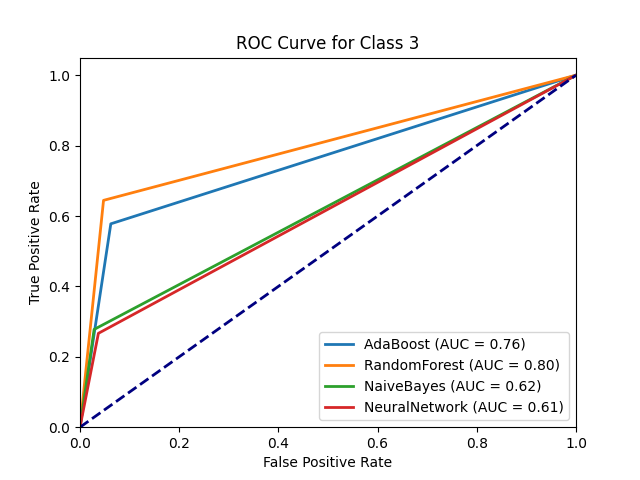 ROC Curve for Class 3
True Positive Rate
1.0
0.8
0.6
0.4
0.2
0.0
AdaBoost (AUC = 0.76)
RandomForest (AUC = 0.80)
NaiveBayes (AUC = 0.62)
NeuralNetwork (AUC = 0.61)
0.0 0.2 0.4 0.6 0.8 1.0
False Positive Rate